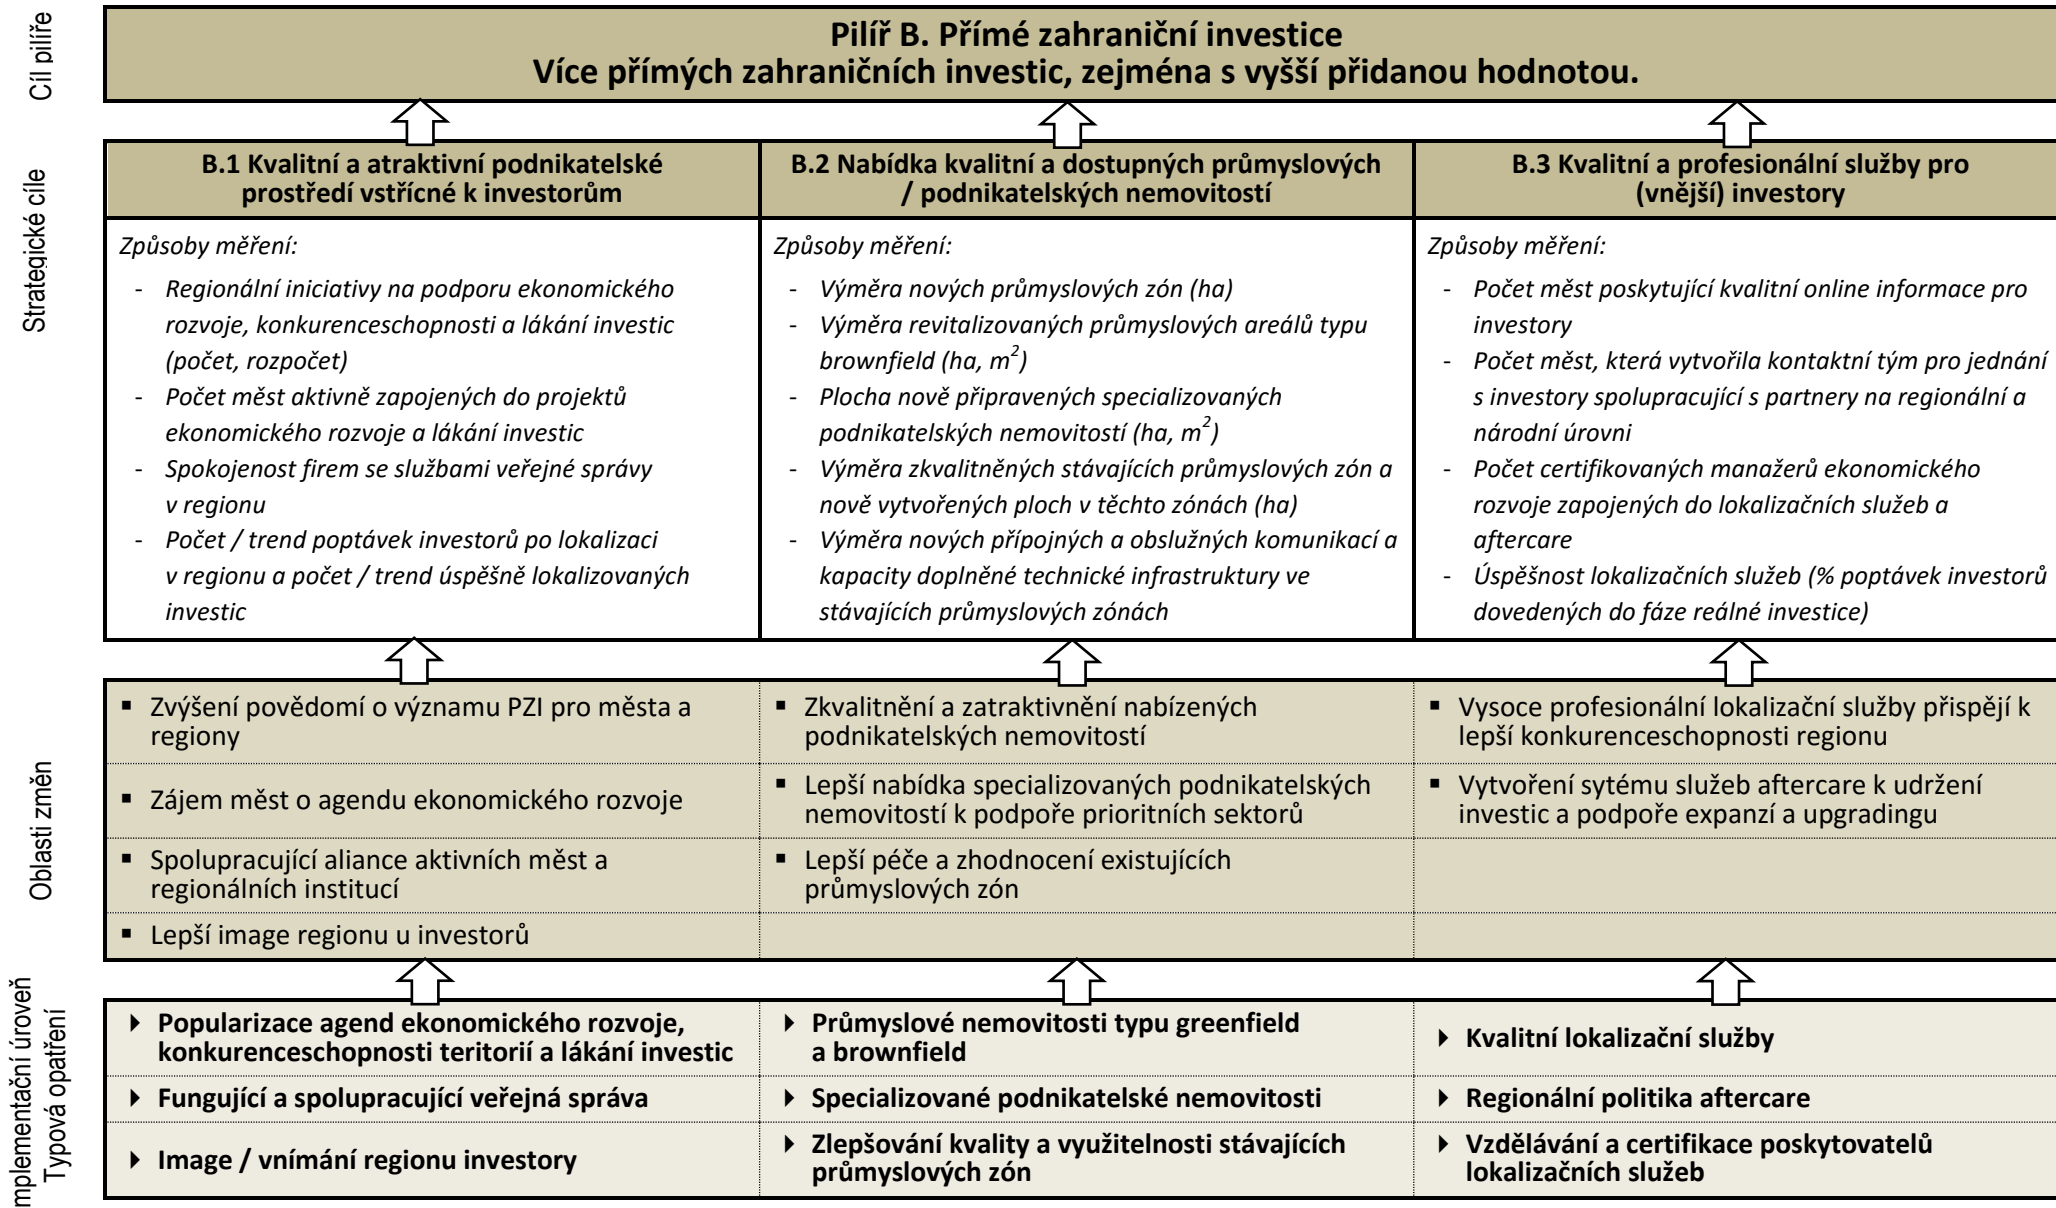 Cíl pilíře
Pilíř B. Přímé zahraniční investice
Více přímých zahraničních investic, zejména s vyšší přidanou hodnotou.
Strategické cíle
B.1 Kvalitní a atraktivní podnikatelské
prostředí vstřícné k investorům
Způsoby měření:
- Regionální iniciativy na podporu ekonomického
rozvoje, konkurenceschopnosti a lákání investic
(počet, rozpočet)
- Počet měst aktivně zapojených do projektů
ekonomického rozvoje a lákání investic
- Spokojenost firem se službami veřejné správy
v regionu
- Počet / trend poptávek investorů po lokalizaci
v regionu a počet / trend úspěšně lokalizovaných
investic
B.2 Nabídka kvalitní a dostupných průmyslových
/ podnikatelských nemovitostí
Způsoby měření:
- Výměra nových průmyslových zón (ha)
- Výměra revitalizovaných průmyslových areálů typu
brownfield (ha, m²)
- Plocha nově připravených specializovaných
podnikatelských nemovitostí (ha, m²)
- Výměra zkvalitněných stávajících průmyslových zón a
nově vytvořených ploch v těchto zónách (ha)
- Výměra nových přípojných a obslužných komunikací a
kapacity doplněné technické infrastruktury ve
stávajících průmyslových zónách
B.3 Kvalitní a profesionální služby pro
(vnější) investory
Způsoby měření:
- Počet měst poskytující kvalitní online informace pro
investory
- Počet měst, která vytvořila kontaktní tým pro jednání
s investory spolupracující s partnery na regionální a
národní úrovni
- Počet certifikovaných manažerů ekonomického
rozvoje zapojených do lokalizačních služeb a
aftercare
- Úspěšnost lokalizačních služeb (% poptávek investorů
dovedených do fáze reálné investice)
Oblasti změn
▪ Zvýšení povědomí o významu PZI pro města a
regiony
▪ Zájem měst o agendu ekonomického rozvoje
▪ Spolupracující aliance aktivních měst a
regionálních institucí
▪ Lepší image regionu u investorů
▪ Zkvalitnění a zatraktivnění nabízených
podnikatelských nemovitostí
▪ Lepší nabídka specializovaných podnikatelských
nemovitostí k podpoře prioritních sektorů
▪ Lepší péče a zhodnocení existujících
průmyslových zón
▪ Vysoce profesionální lokalizační služby přispějí k
lepší konkurenceschopnosti regionu
▪ Vytvoření sytému služeb aftercare k udržení
investic a podpoře expanzí a upgradingu
mplementační úroveň
Typová opatření
Popularizace agend ekonomického rozvoje,
konkurenceschopnosti teritorií a lákání investic
Fungující a spolupracující veřejná správa
Image / vnímání regionu investory
Průmyslové nemovitosti typu greenfield
a brownfield
Specializované podnikatelské nemovitosti
Zlepšování kvality a využitelnosti stávajících
průmyslových zón
Kvalitní lokalizační služby
Regionální politika aftercare
Vzdělávání a certifikace poskytovatelů
lokalizačních služeb